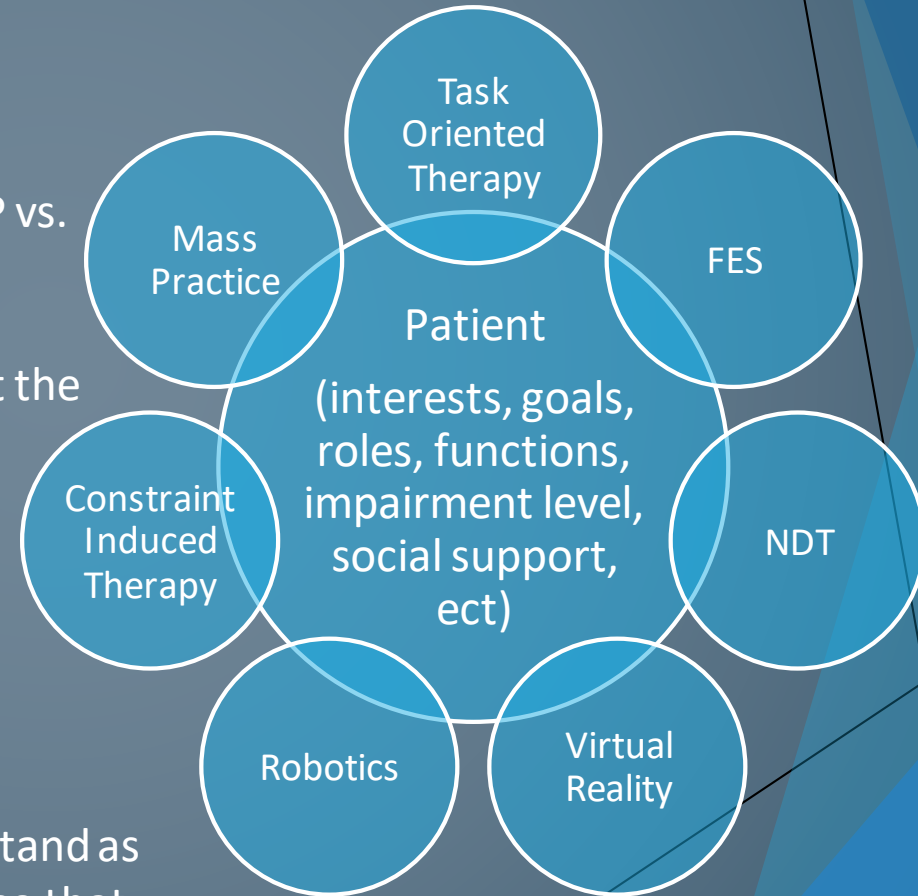 Task
Oriented
Therapy
vs.
Mass
Practice
FES
Patient
t the
(interests, goals,
roles, functions,
impairment level,
social support,
ect)
Constraint
Induced
Therapy
NDT
Robotics
Virtual
Reality
tand as
that